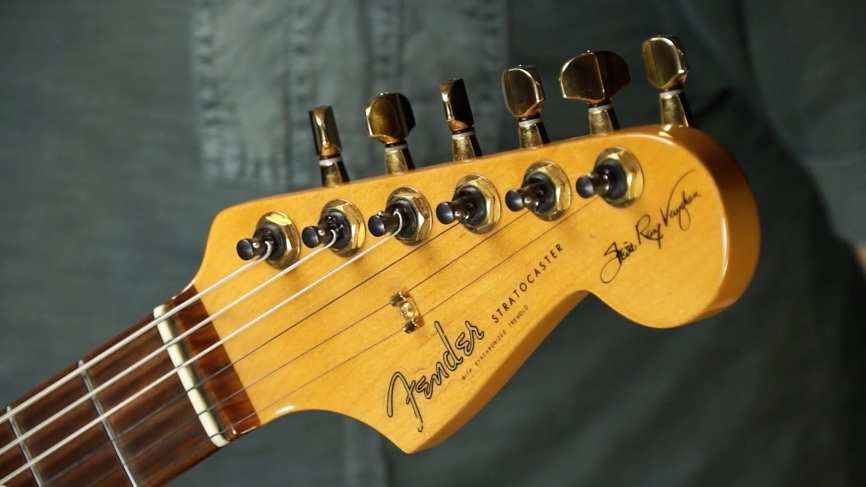 Fender
STRATOCASTER
WITH SYNCHRONIZED TREMOLO
Stevie Ray Vaughan